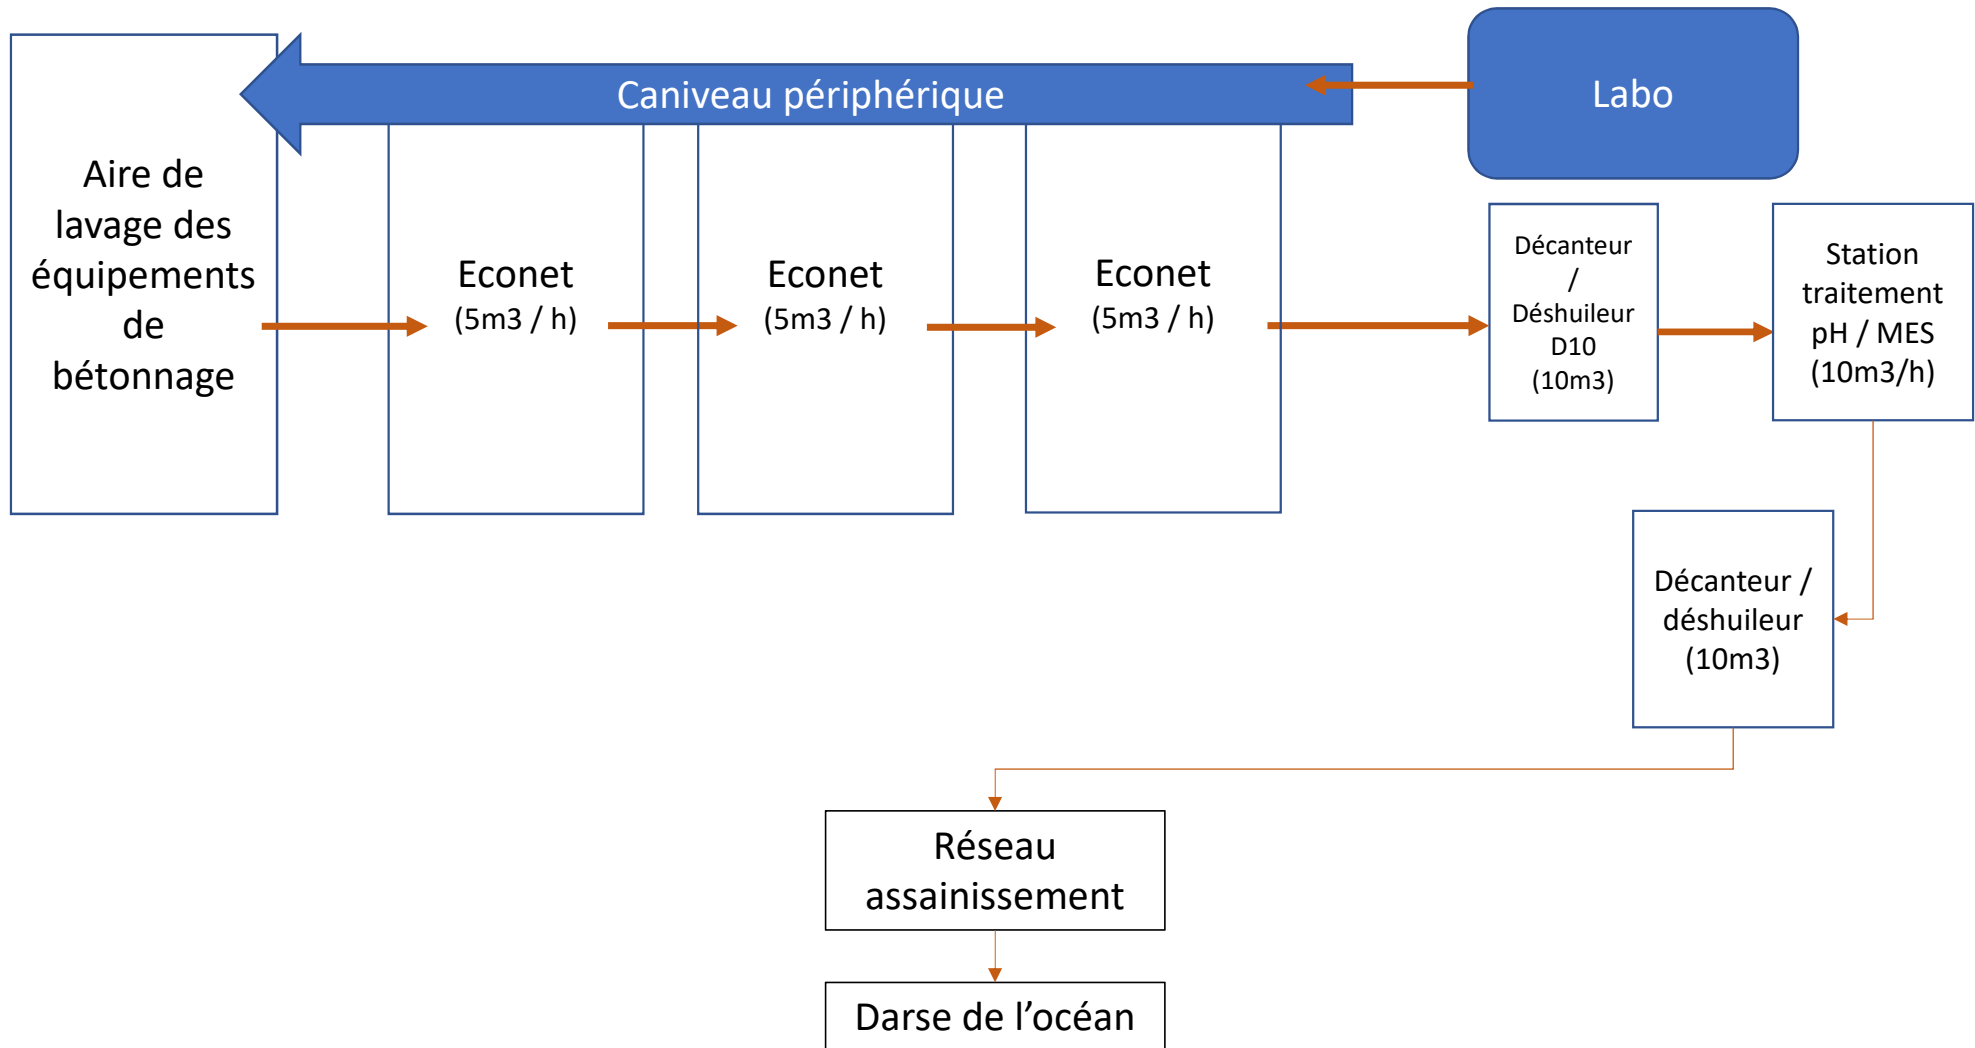 Caniveau périphérique
Labo
Aire de
lavage des
équipements
de
bétonnage
Econet
(5m3 / h)
Econet
(5m3 / h)
Econet
(5m3 / h)
Décanteur
/
Déshuileur
D10
(10m3)
Station
traitement
pH / MES
(10m3/h)
Décanteur /
déshuileur
(10m3)
Réseau
assainissement
Darse de l’océan